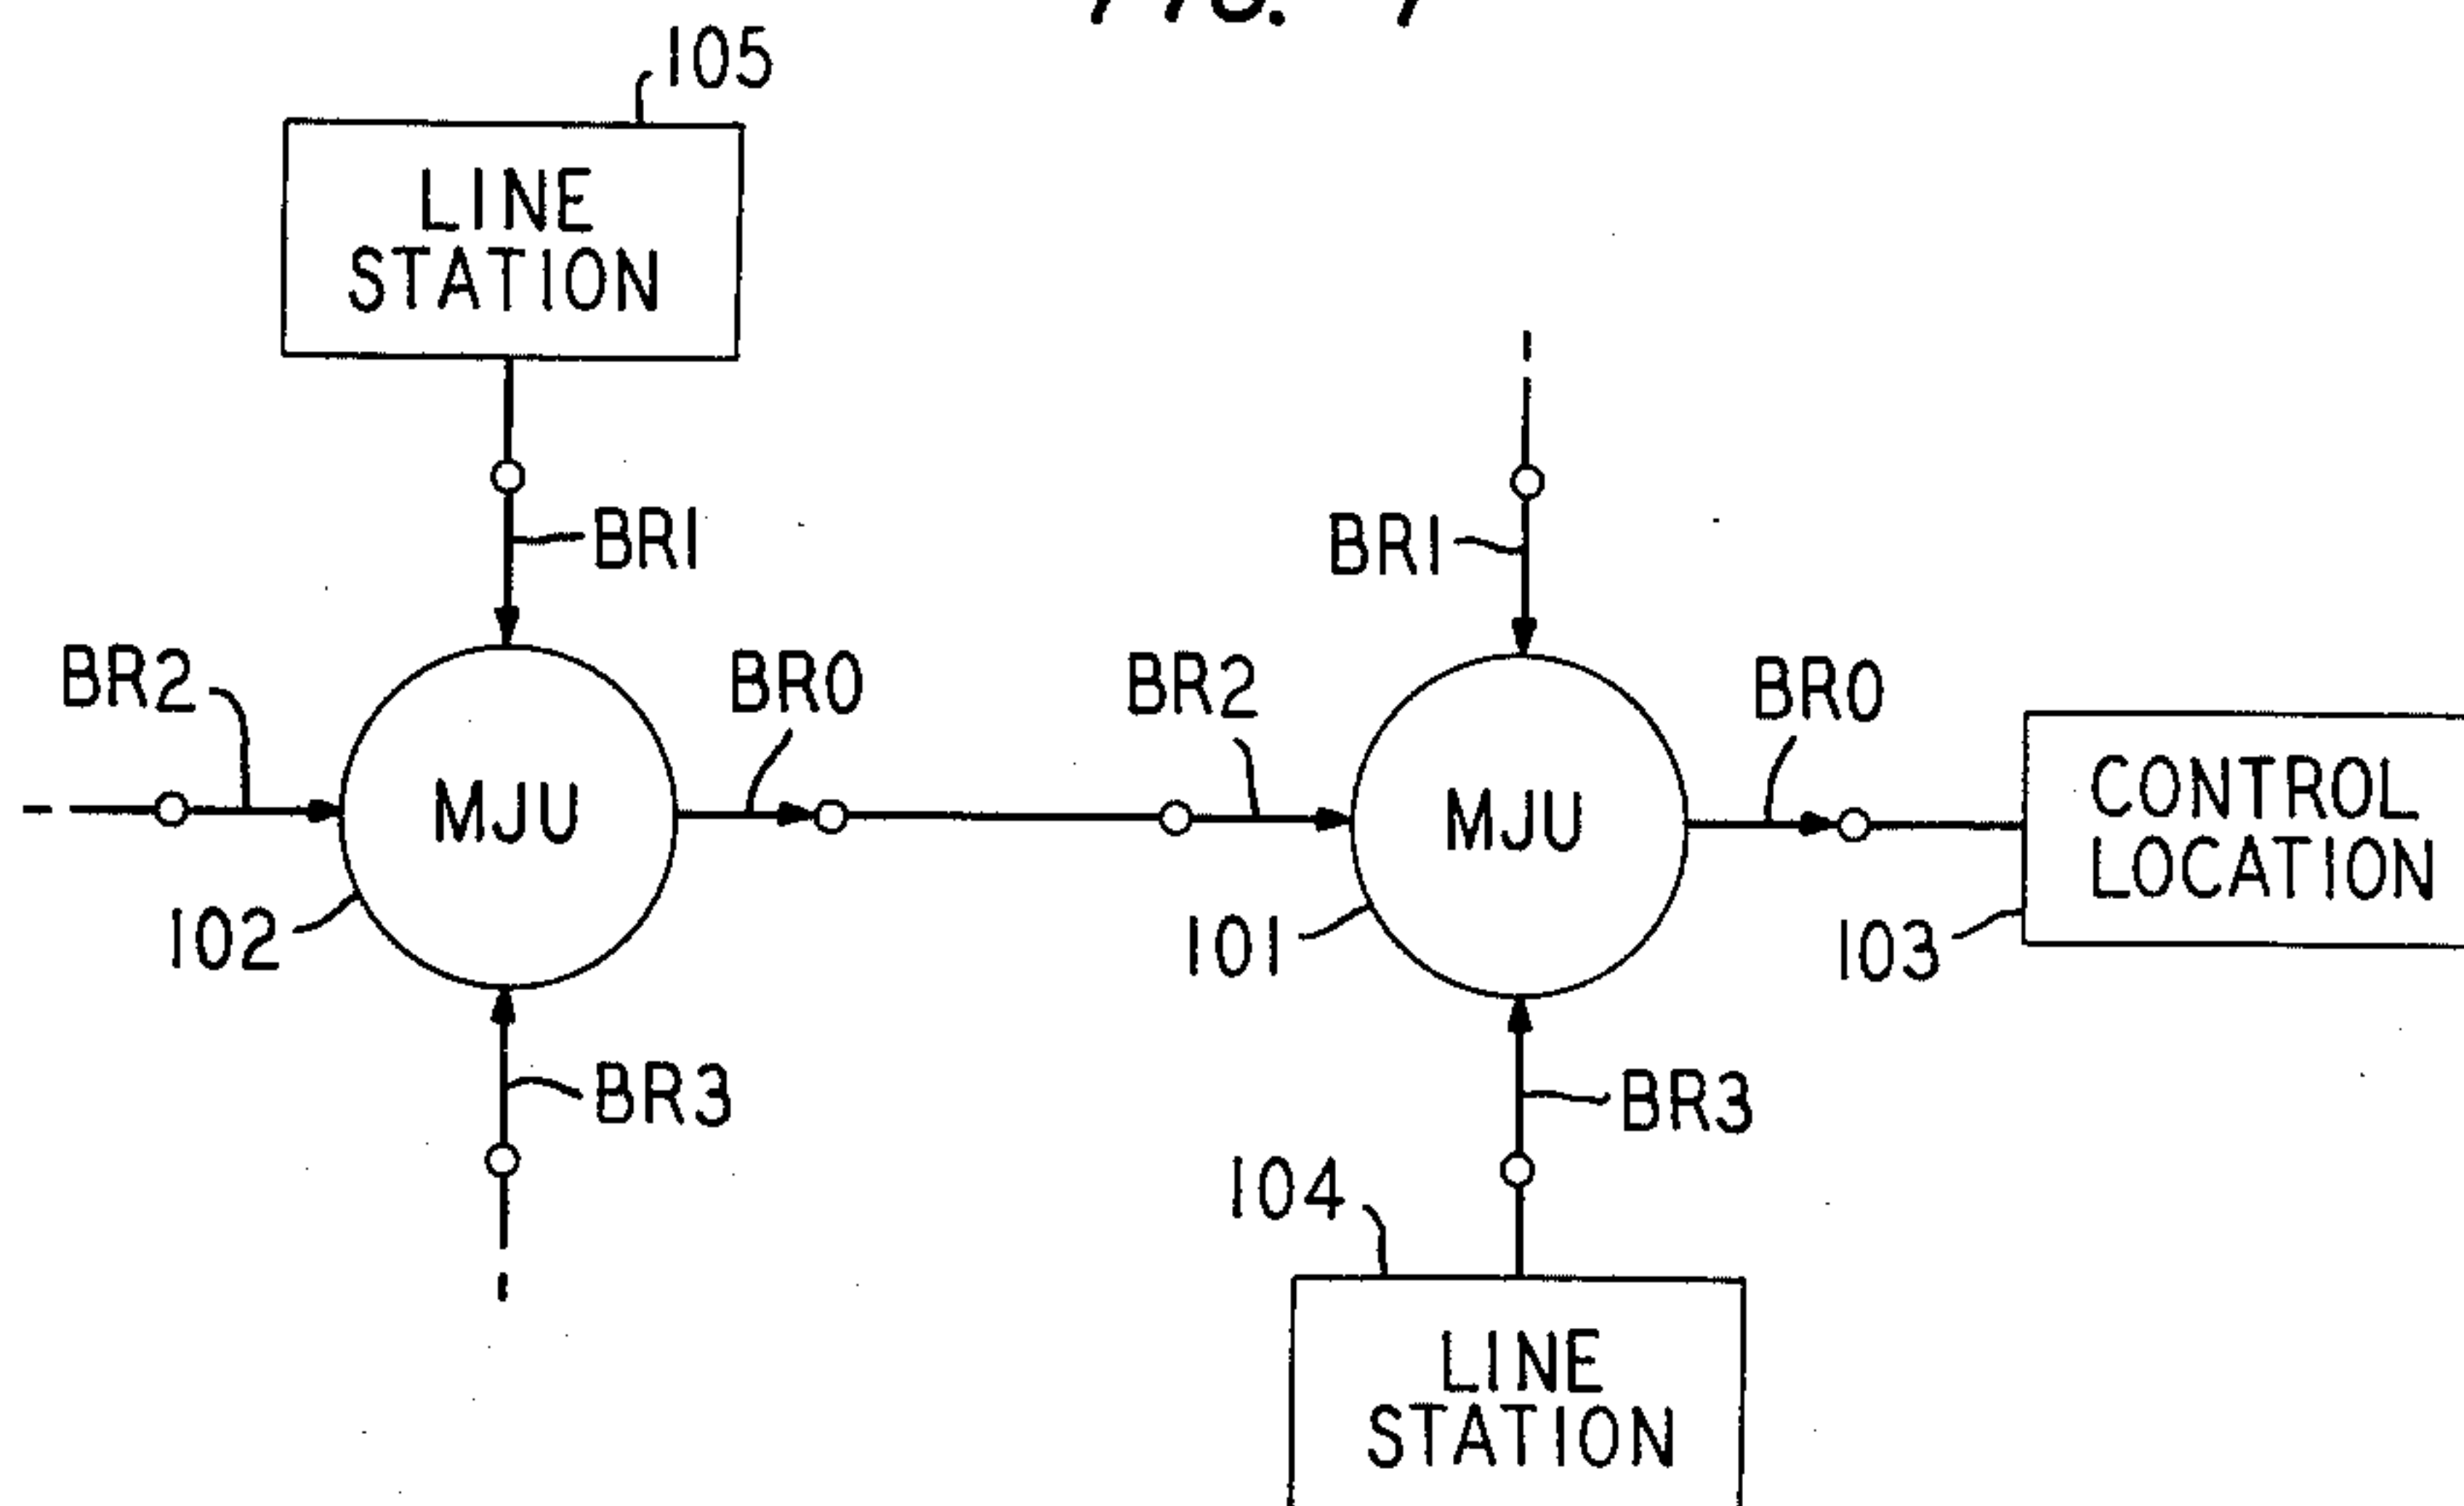 105
LINE
STATION
BR1
BR1
BR2
BR0
BR2
BR0
MJU
MJU
CONTROL
LOCATION
102
101
103
BR3
BR3
104
LINE
STATION